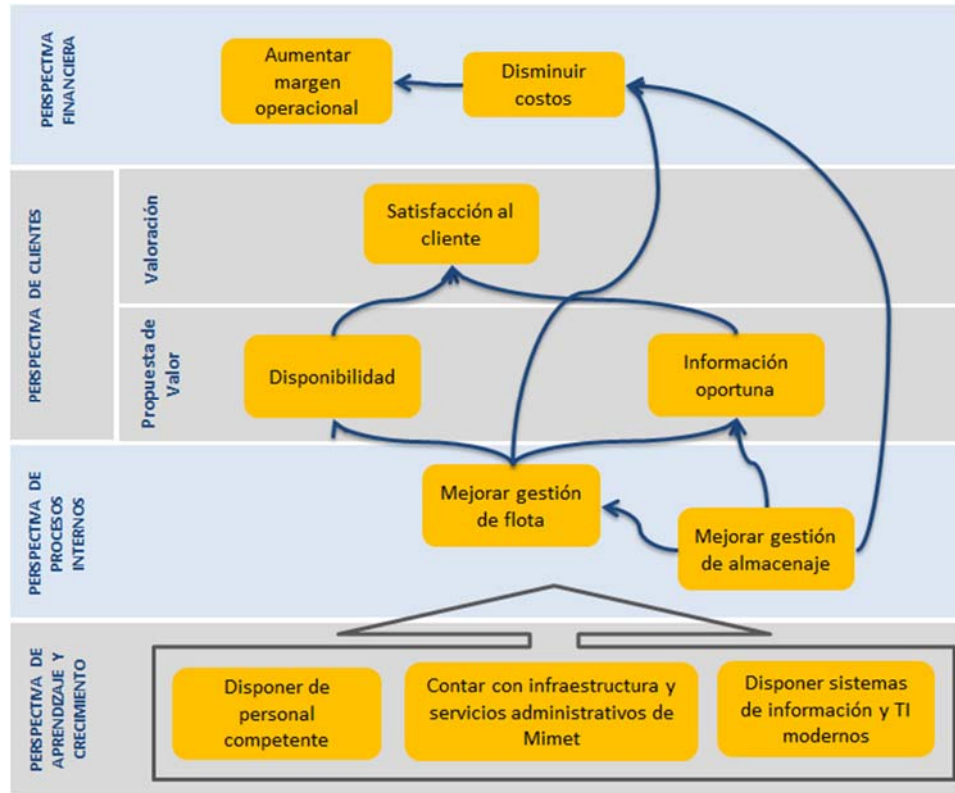 PERSPECTIVA
FINANCIERA
Aumentar
margen
operacional
Disminuir
costos
PERSPECTIVA DE CLIENTES
Valoración
Satisfacción al
cliente
Propuesta de
Valor
Disponibilidad
Información
oportuna
PERSPECTIVA DE
PROCESOS
INTERNOS
Mejorar gestión
de flota
Mejorar gestión
de almacenaje
PERSPECTIVA DE
APRENDIZAJE Y
CRECIMIENTO
Disponer de
personal
competente
Contar con infraestructura y
servicios administrativos de
Mimet
Disponer sistemas
de información y TI
modernos